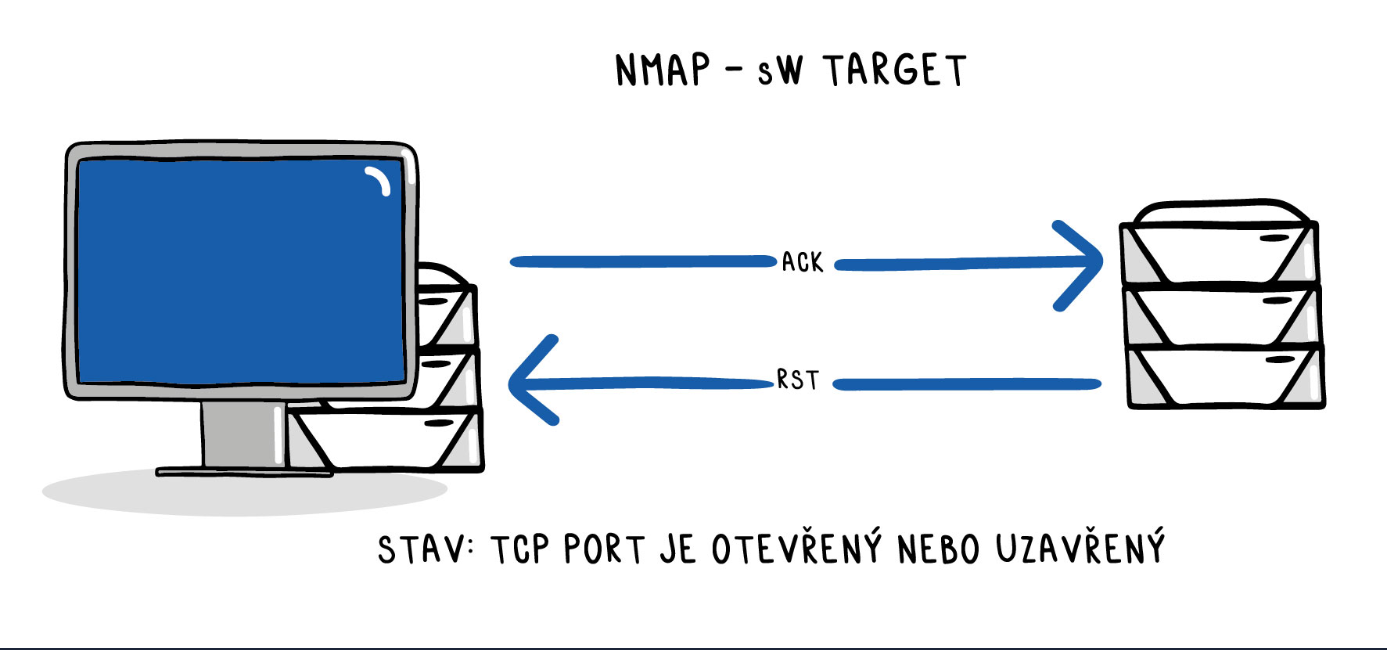 NMAP - sW TARGET
ACK
RST
STAV: TCP PORT JE OTEVŘENÝ NEBO UZAVŘENÝ